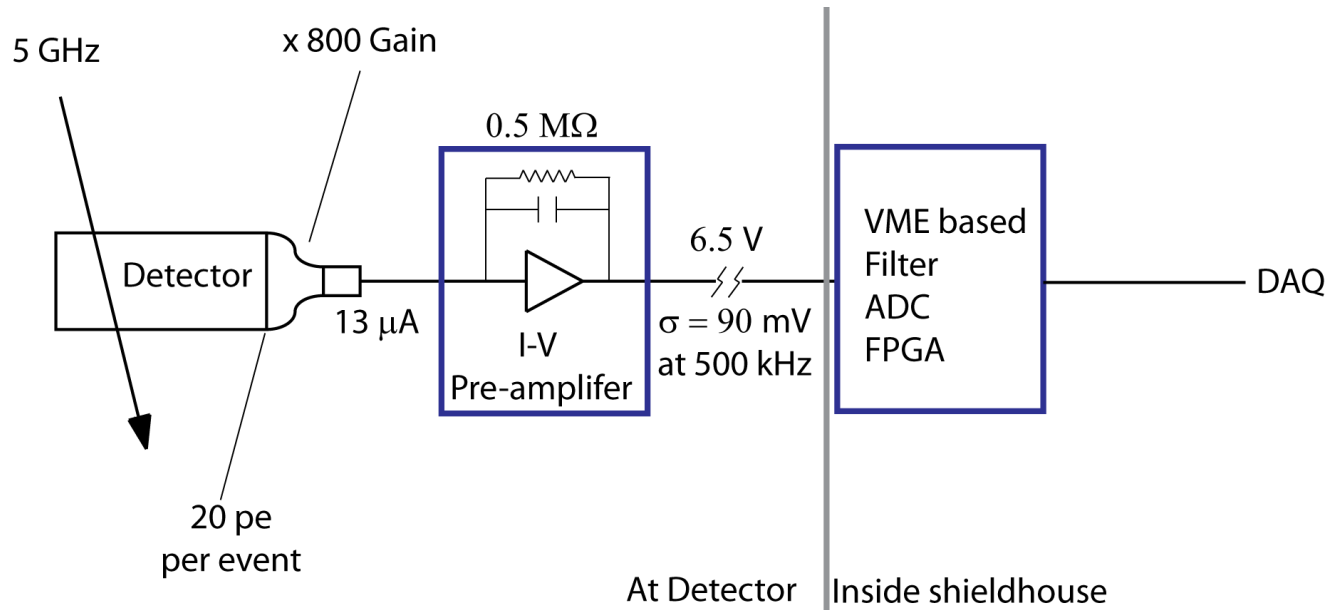 5 GHz
x 800 Gain
0.5 MΩ
Detector
13 μA
I-V
Pre-amplifer
6.5 V
σ = 90 mV
at 500 kHz
VME based
Filter
ADC
FPGA
DAQ
20 pe
per event
At Detector
Inside shieldhouse